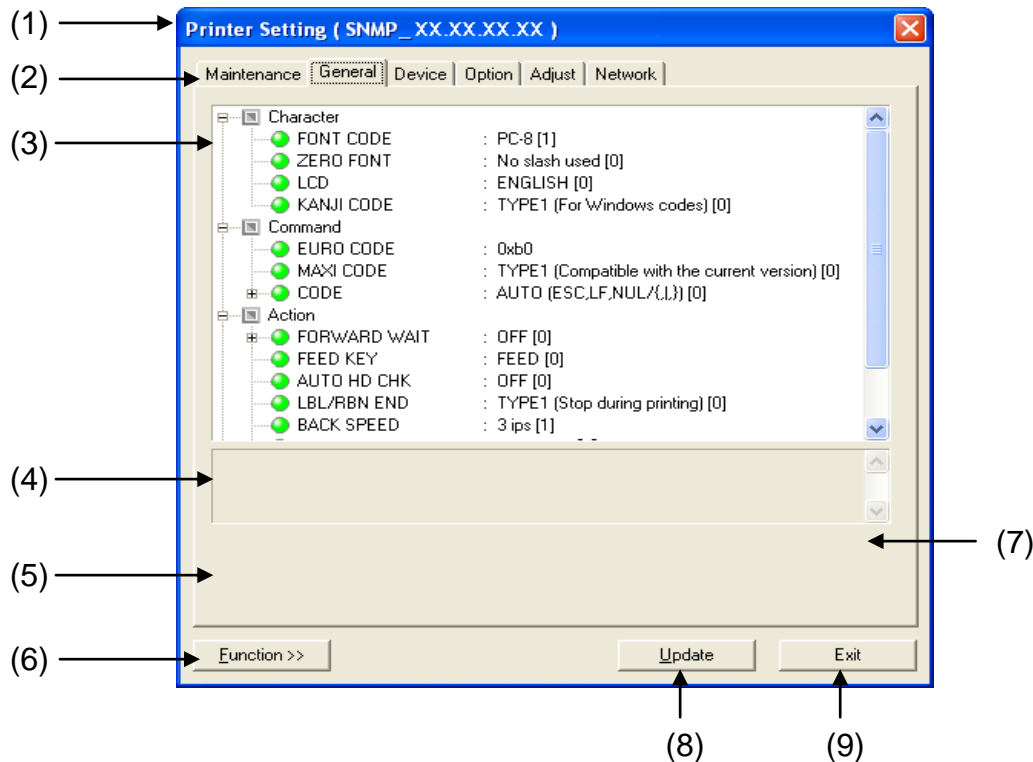 (1)
Printer Setting ( SNMP_ XX.XX.XX.XX )
(2)
Maintenance General Device Option Adjust Network
(3)
Character
FONT CODE : PC-8 [1]
ZERO FONT : No slash used [0]
LCD : ENGLISH [0]
KANJI CODE : TYPE1 (For Windows codes) [0]
Command
EURO CODE : 0xb0
MAXI CODE : TYPE1 (Compatible with the current version) [0]
CODE : AUTO (ESC,LF,NUL/{,|,}) [0]
Action
FORWARD WAIT : OFF [0]
FEED KEY : FEED [0]
AUTO HD CHK : OFF [0]
LBL/RBN END : TYPE1 (Stop during printing) [0]
BACK SPEED : 3 ips [1]
(4)
(7)
(5)
(6)
Function >> Update Exit
(8) (9)